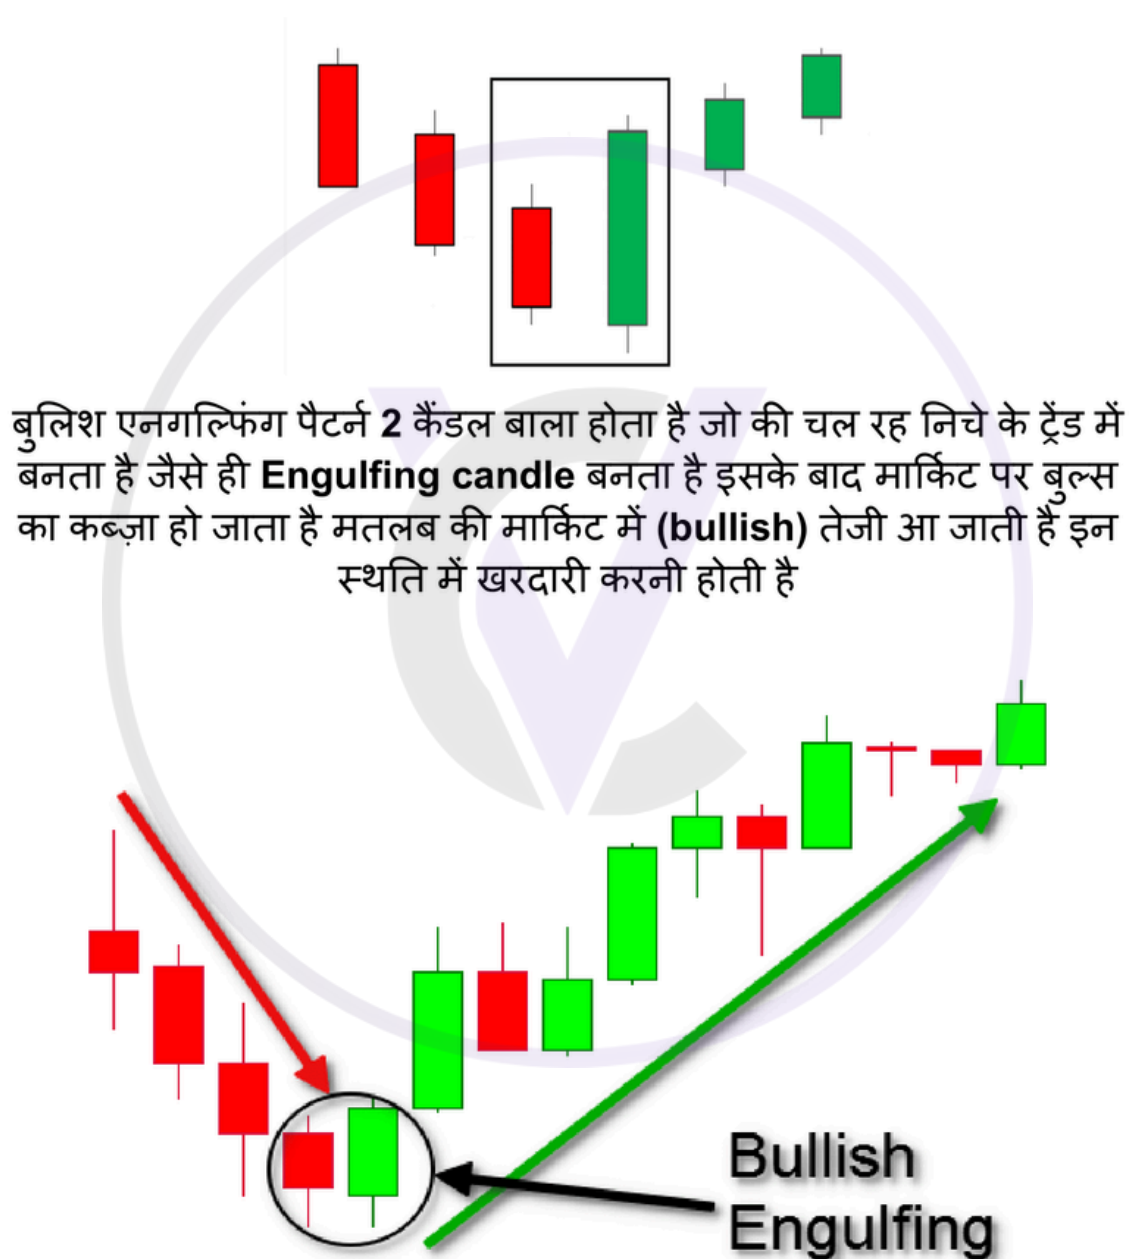 बुलिश एनगल्फिंग पैटर्न 2 कैंडल बाला होता है जो की चल रह निचे के ट्रेंड में
बनता है जैसे ही Engulfing candle बनता है इसके बाद मार्किट पर बुल्स
का कब्ज़ा हो जाता है मतलब की मार्किट में (bullish) तेजी आ जाती है इन
स्थति में खरदारी करनी होती है
Bullish
Engulfing